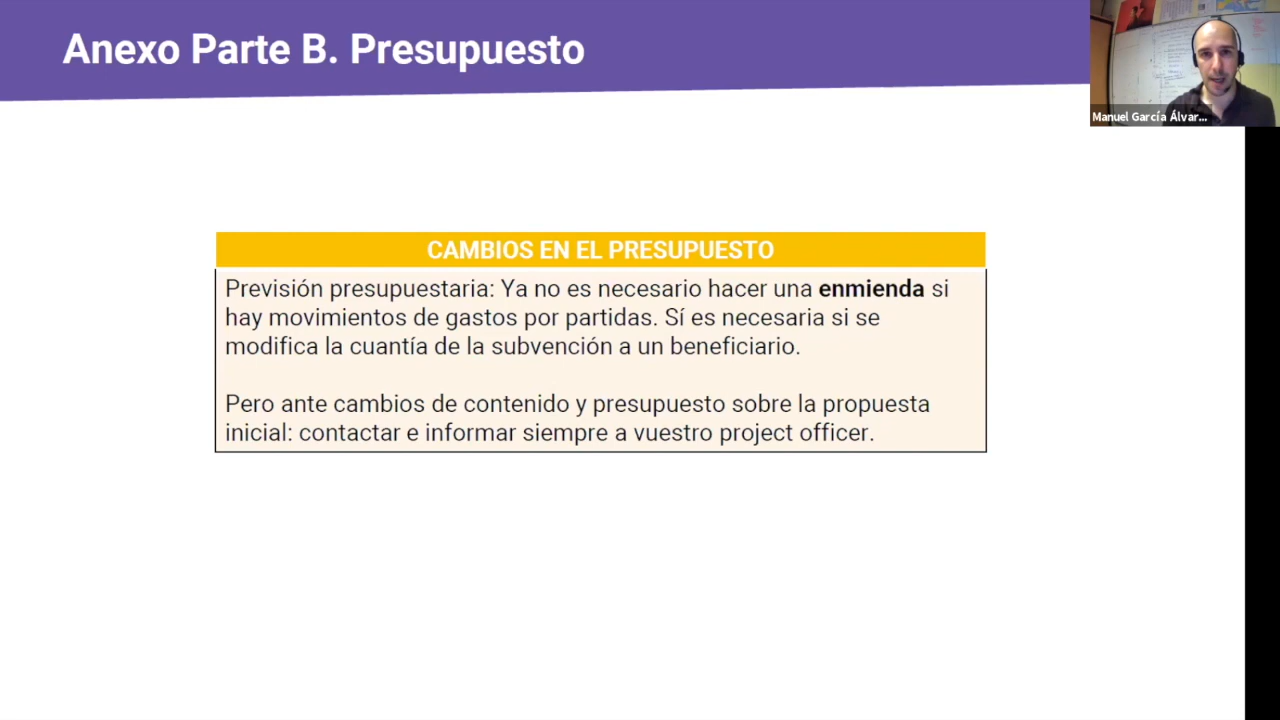 Anexo Parte B. Presupuesto
Manuel García Álvar...
CAMBIOS EN EL PRESUPUESTO
Previsión presupuestaria: Ya no es necesario hacer una enmienda si
hay movimientos de gastos por partidas. Sí es necesaria si se
modifica la cuantía de la subvención a un beneficiario.
Pero ante cambios de contenido y presupuesto sobre la propuesta
inicial: contactar e informar siempre a vuestro project officer.